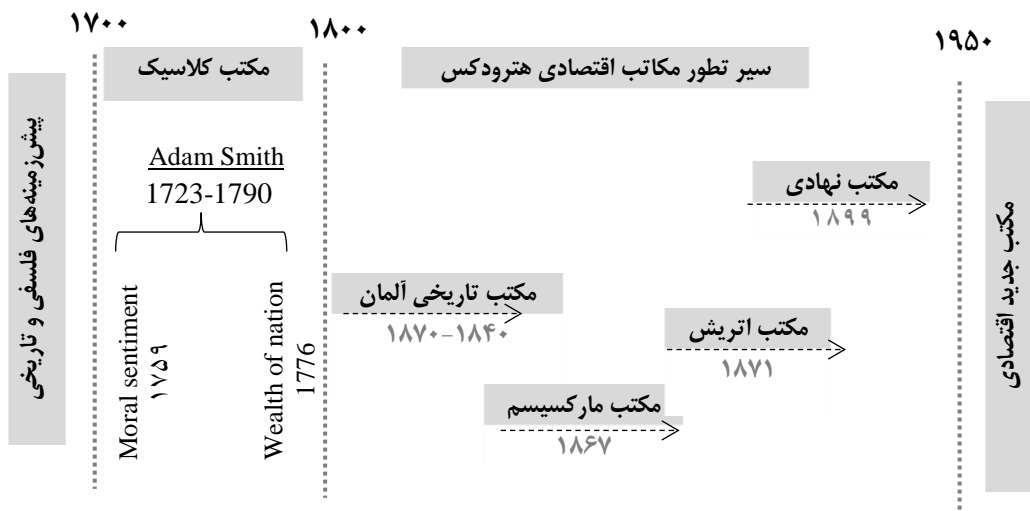 ۱۷۰۰
۱۸۰۰
۱۹۵۰
پیش‌زمینه‌های فلسفی و تاریخی
مکتب کلاسیک
سیر تطور مکاتب اقتصادی هترودکس
مکتب جدید اقتصادی
Adam Smith
1723-1790
Moral sentiment
۱۷۵۹
Wealth of nation
1776
مکتب نهادی
۱۸۹۹
مکتب تاریخی آلمان
۱۸۷۰-۱۸۴۰
مکتب اتریش
۱۸۷۱
مکتب مارکسیسم
۱۸۶۷